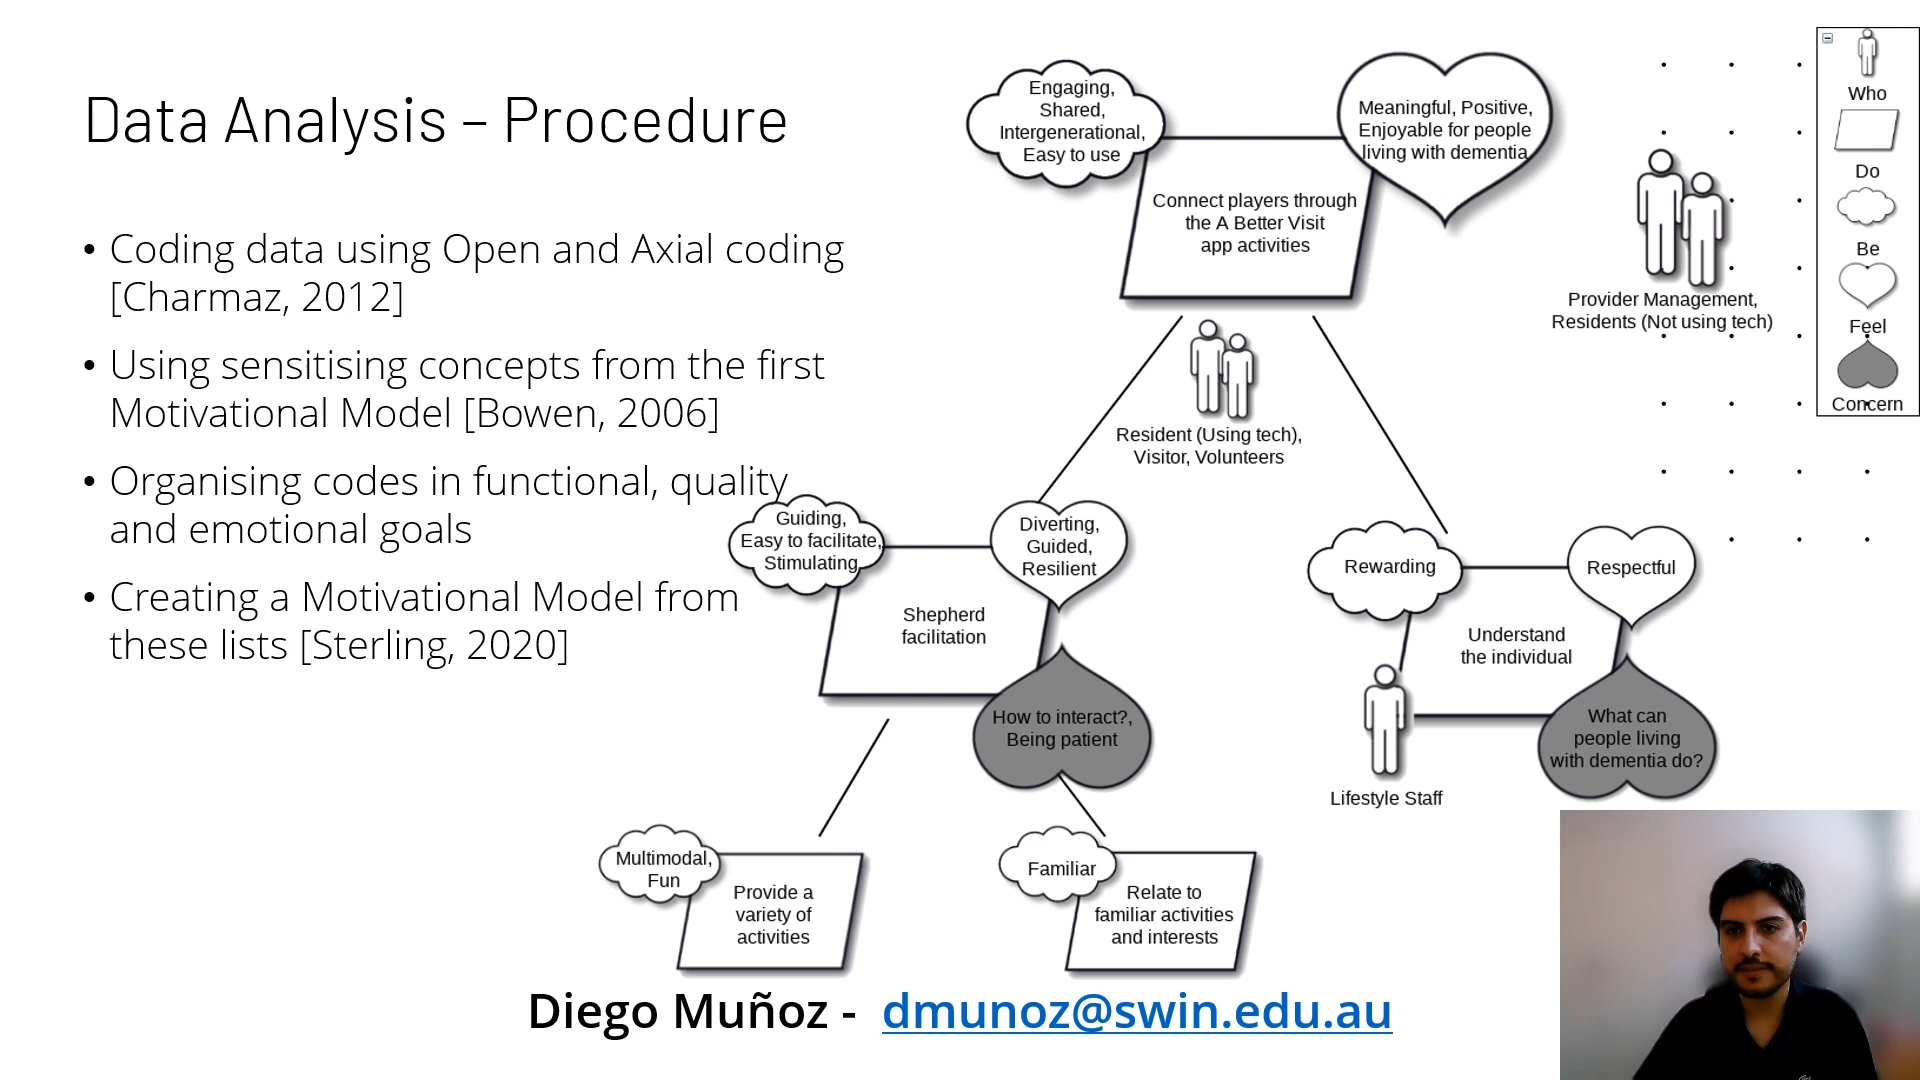 Data Analysis – Procedure
• Coding data using Open and Axial coding
[Charmaz, 2012]
• Using sensitising concepts from the first
Motivational Model [Bowen, 2006]
• Organising codes in functional, quality
and emotional goals
• Creating a Motivational Model from
these lists [Sterling, 2020]
Engaging,
Shared,
Intergenerational,
Easy to use
Meaningful, Positive,
Enjoyable for people
living with dementia
Connect players through
the A Better Visit
app activities
Provider Management,
Residents (Not using tech)
Who
Do
Be
Feel
Concern
Resident (Using tech),
Visitor, Volunteers
Guiding,
Easy to facilitate,
Stimulating
Diverting,
Guided,
Resilient
Shepherd
facilitation
How to interact?,
Being patient
Rewarding
Respectful
Understand
the individual
What can
people living
with dementia do?
Lifestyle Staff
Multimodal,
Fun
Provide a
variety of
activities
Familiar
Relate to
familiar activities
and interests
Diego Muñoz - dmunoz@swin.edu.au